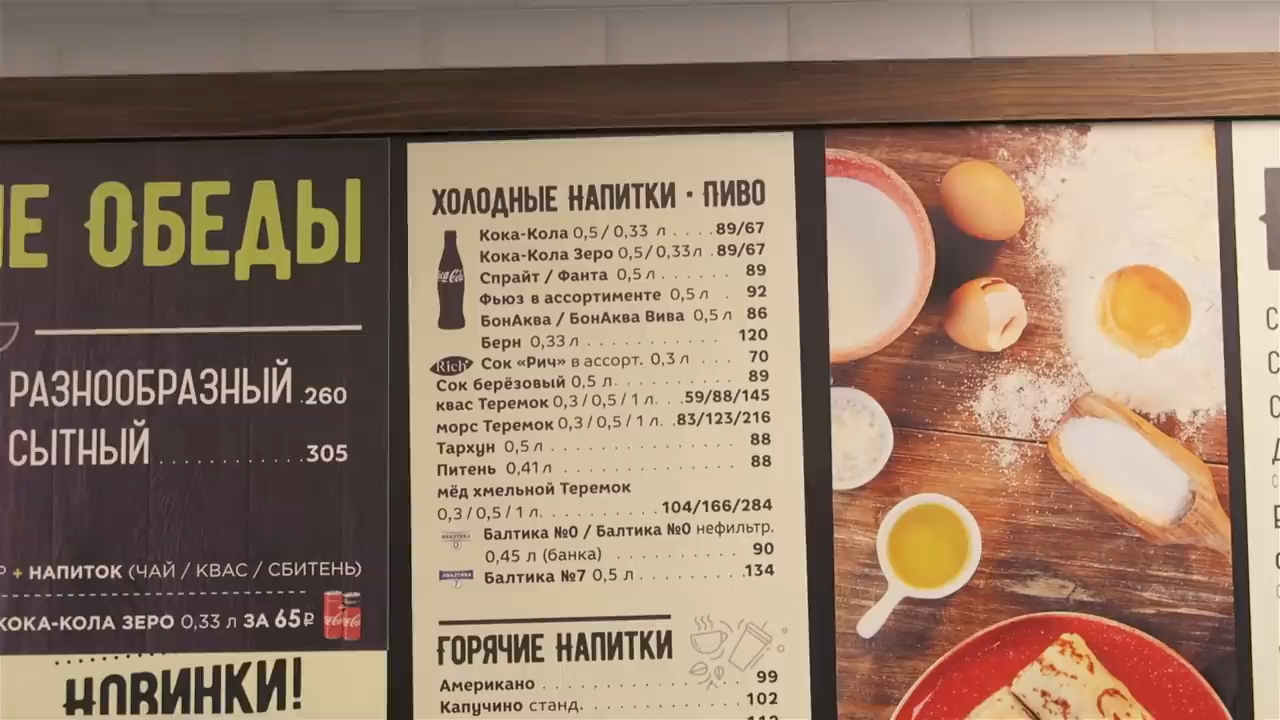 Е ОБЕДЫ
РАЗНООБРАЗНЫЙ .260
СЫТНЫЙ . . . . . . . . . . . . .305
+ НАПИТОК (ЧАЙ / КВАС / СБИТЕНЬ)
КОКА-КОЛА ЗЕРО 0,33 л ЗА 65₽
НОВИНКИ!
ХОЛОДНЫЕ НАПИТКИ · ПИВО
Кока-Кола 0,5/0,33 л . . . . 89/67
Кока-Кола Зеро 0,5/0,33л .89/67
Спрайт / Фанта 0,5 л . . . . . . 89
Фьюз в ассортименте 0,5 л . 92
БонАква / БонАква Вива 0,5 л 86
Берн 0,33 л . . . . . . . . . . . . 120
Rich Сок «Рич» в ассорт. 0,3 л . . . 70
Сок берёзовый 0,5 л. . . . . . . . . 89
квас Теремок 0,3 / 0,5 / 1 л. . .59/88/145
морс Теремок 0,3 / 0,5 / 1 л. .83/123/216
Тархун 0,5 л . . . . . . . . . . . . . 88
Питень 0,41 л . . . . . . . . . . . . 88
мёд хмельной Теремок
0,3 / 0,5 / 1 л. . . . . . . . . . 104/166/284
Балтика №0 / Балтика №0 нефильтр.
0,45 л (банка) . . . . . . . . . . 90
Балтика №7 0,5 л . . . . . . . . .134
ГОРЯЧИЕ НАПИТКИ
Американо . . . . . . . . . . . . . 99
Капучино станд. . . . . . . . . . 102